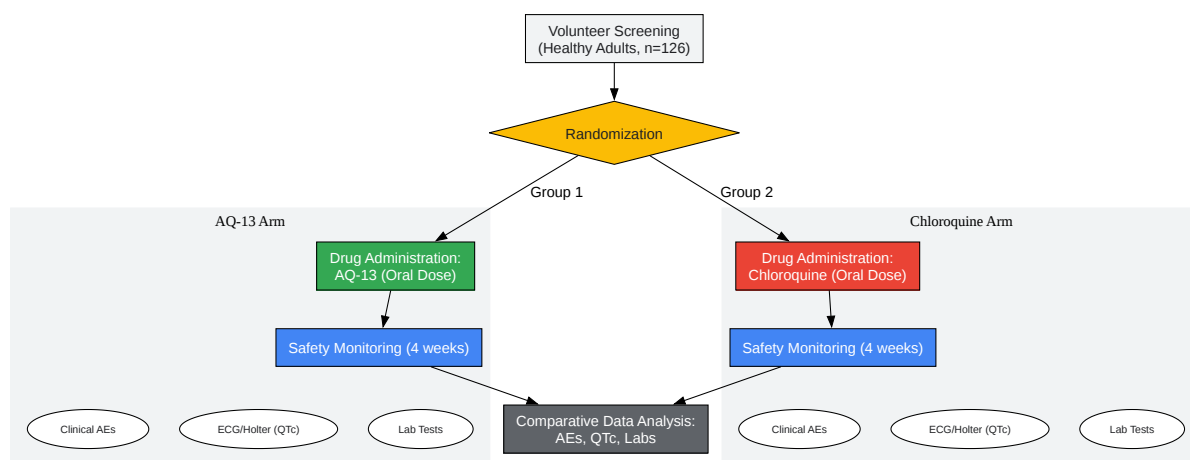 Volunteer Screening
(Healthy Adults, n=126)
Randomization
Group 1
Group 2
AQ-13 Arm
Chloroquine Arm
Drug Administration:
AQ-13 (Oral Dose)
Drug Administration:
Chloroquine (Oral Dose)
Safety Monitoring (4 weeks)
Safety Monitoring (4 weeks)
Clinical AEs
ECG/Holter (QTc)
Lab Tests
Comparative Data Analysis:
AEs, QTc, Labs
Clinical AEs
ECG/Holter (QTc)
Lab Tests